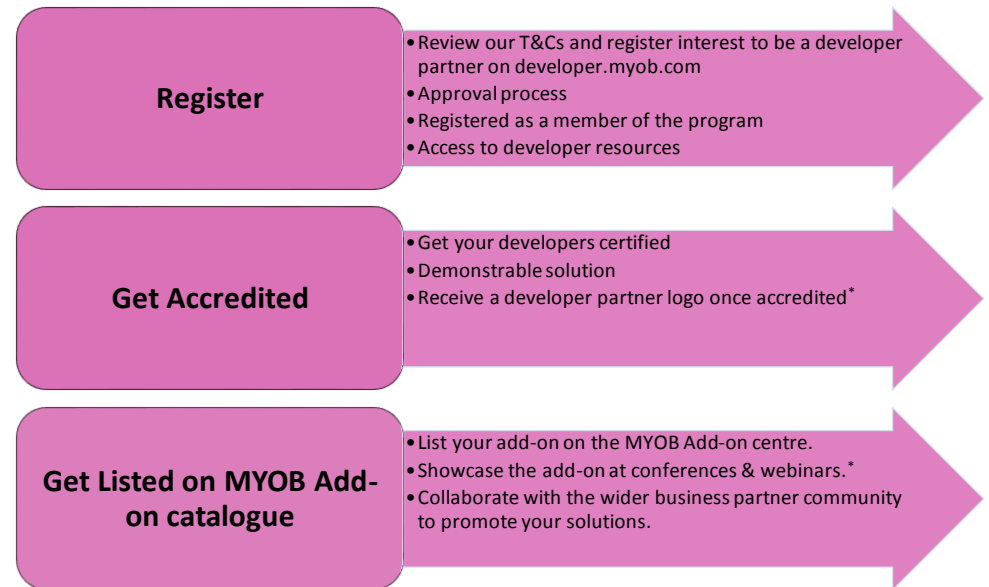 Register
• Review our T&Cs and register interest to be a developer
partner on developer.myob.com
• Approval process
• Registered as a member of the program
• Access to developer resources
Get Accredited
• Get your developers certified
• Demonstrable solution
• Receive a developer partner logo once accredited*
Get Listed on MYOB Add-
on catalogue
• List your add-on on the MYOB Add-on centre.
• Showcase the add-on at conferences & webinars.*
• Collaborate with the wider business partner community
to promote your solutions.